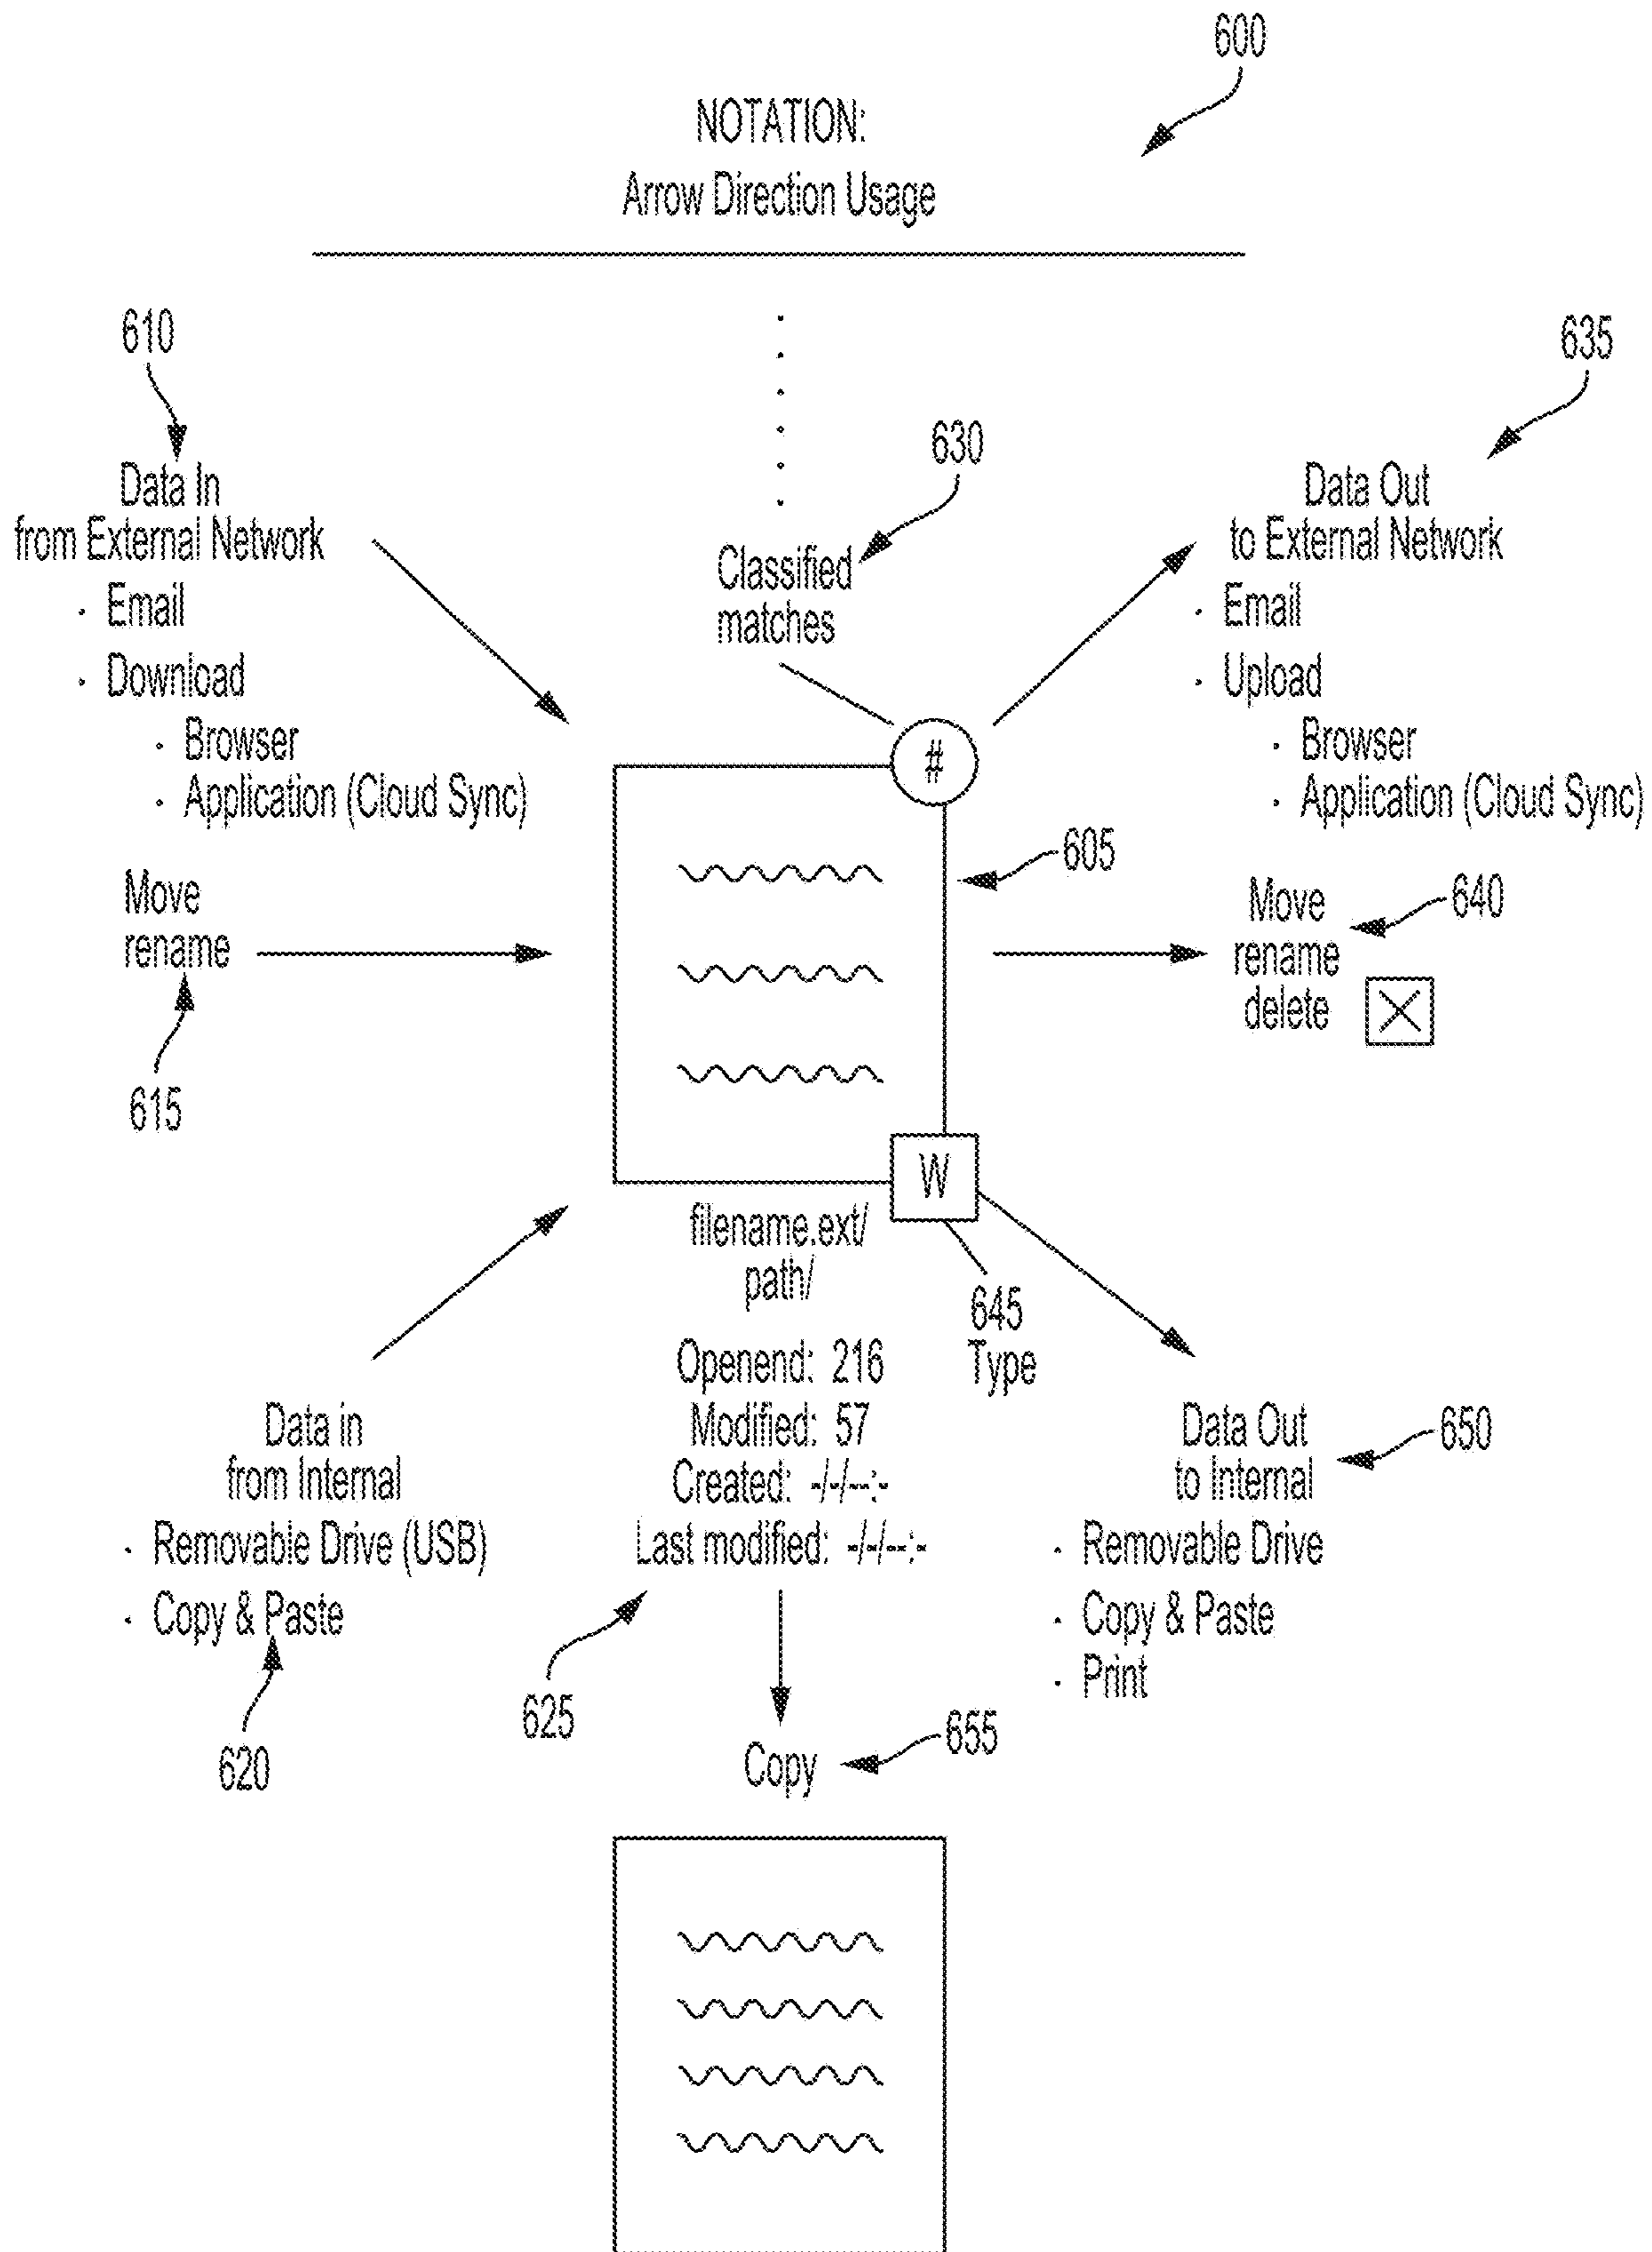 600
NOTATION:
Arrow Direction Usage
610
Data In
from External Network
· Email
· Download
· Browser
· Application (Cloud Sync)
630
Classified
matches
635
Data Out
to External Network
· Email
· Upload
· Browser
· Application (Cloud Sync)
#
605
Move
rename
615
640
Move
rename
delete
W
filename.ext/
path/
645
Type
Openend: 216
Modified: 57
Created: -/-/--:-
Last modified: -/-/--:-
625
Data in
from Internal
· Removable Drive (USB)
· Copy & Paste
620
Data Out
to Internal
650
· Removable Drive
· Copy & Paste
· Print
Copy
655